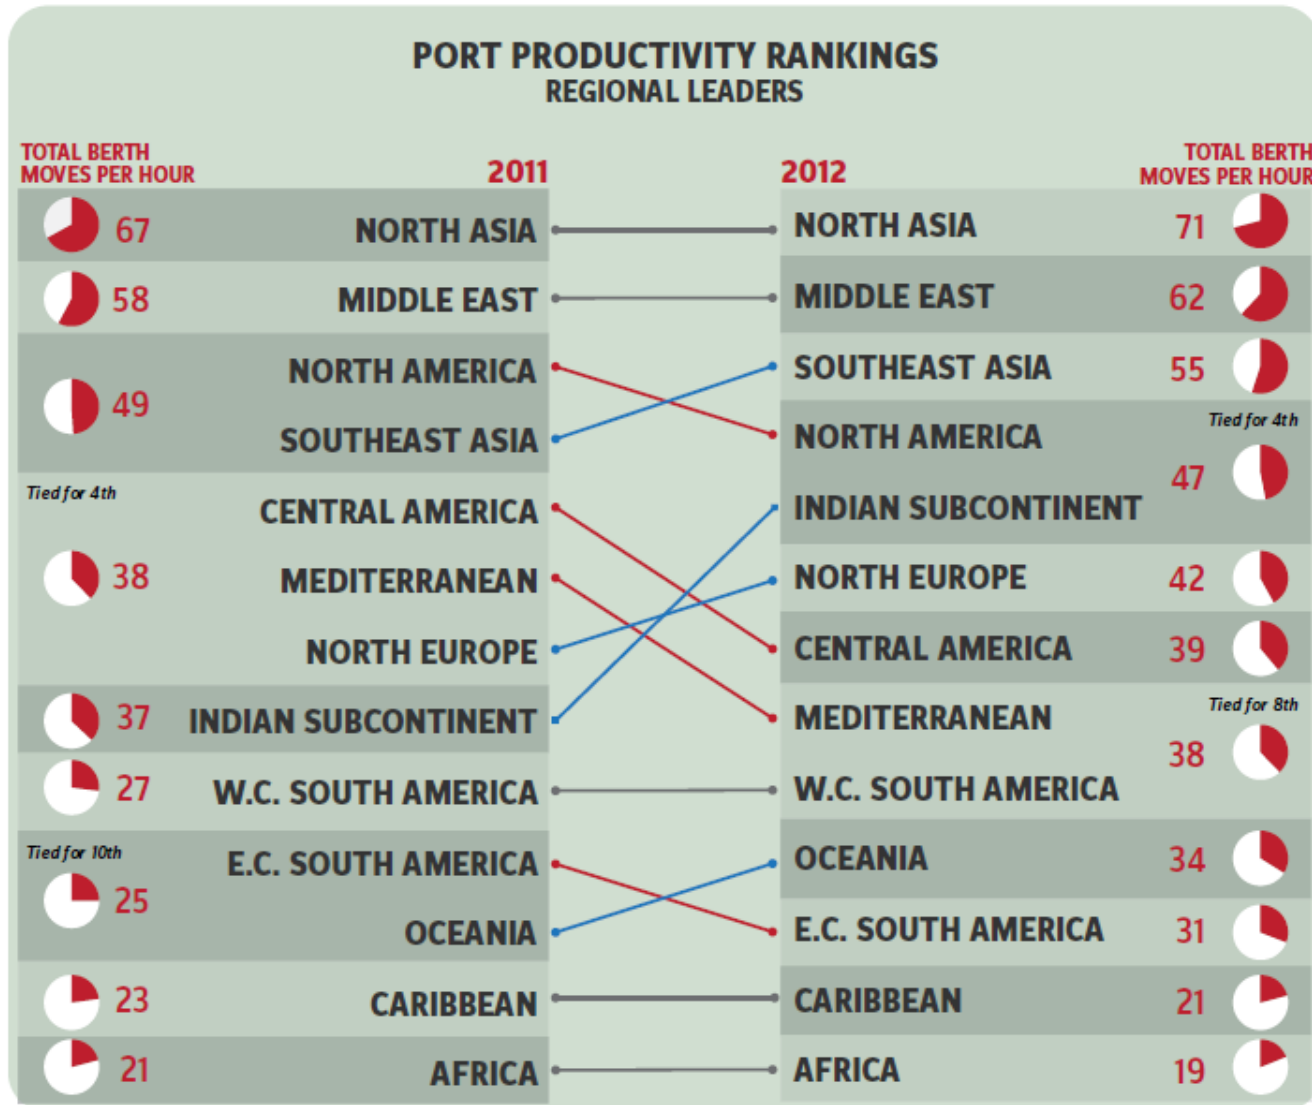 PORT PRODUCTIVITY RANKINGS
REGIONAL LEADERS
TOTAL BERTH
MOVES PER HOUR
2011
67 NORTH ASIA
58 MIDDLE EAST
NORTH AMERICA
49
SOUTHEAST ASIA
Tied for 4th
CENTRAL AMERICA
38 MEDITERRANEAN
NORTH EUROPE
37 INDIAN SUBCONTINENT
27 W.C. SOUTH AMERICA
Tied for 10th
E.C. SOUTH AMERICA
25
OCEANIA
23 CARIBBEAN
21 AFRICA
2012
TOTAL BERTH
MOVES PER HOUR
NORTH ASIA 71
MIDDLE EAST 62
SOUTHEAST ASIA 55
Tied for 4th
NORTH AMERICA
47
INDIAN SUBCONTINENT
NORTH EUROPE 42
CENTRAL AMERICA 39
Tied for 8th
MEDITERRANEAN
38
W.C. SOUTH AMERICA
OCEANIA 34
E.C. SOUTH AMERICA 31
CARIBBEAN 21
AFRICA 19